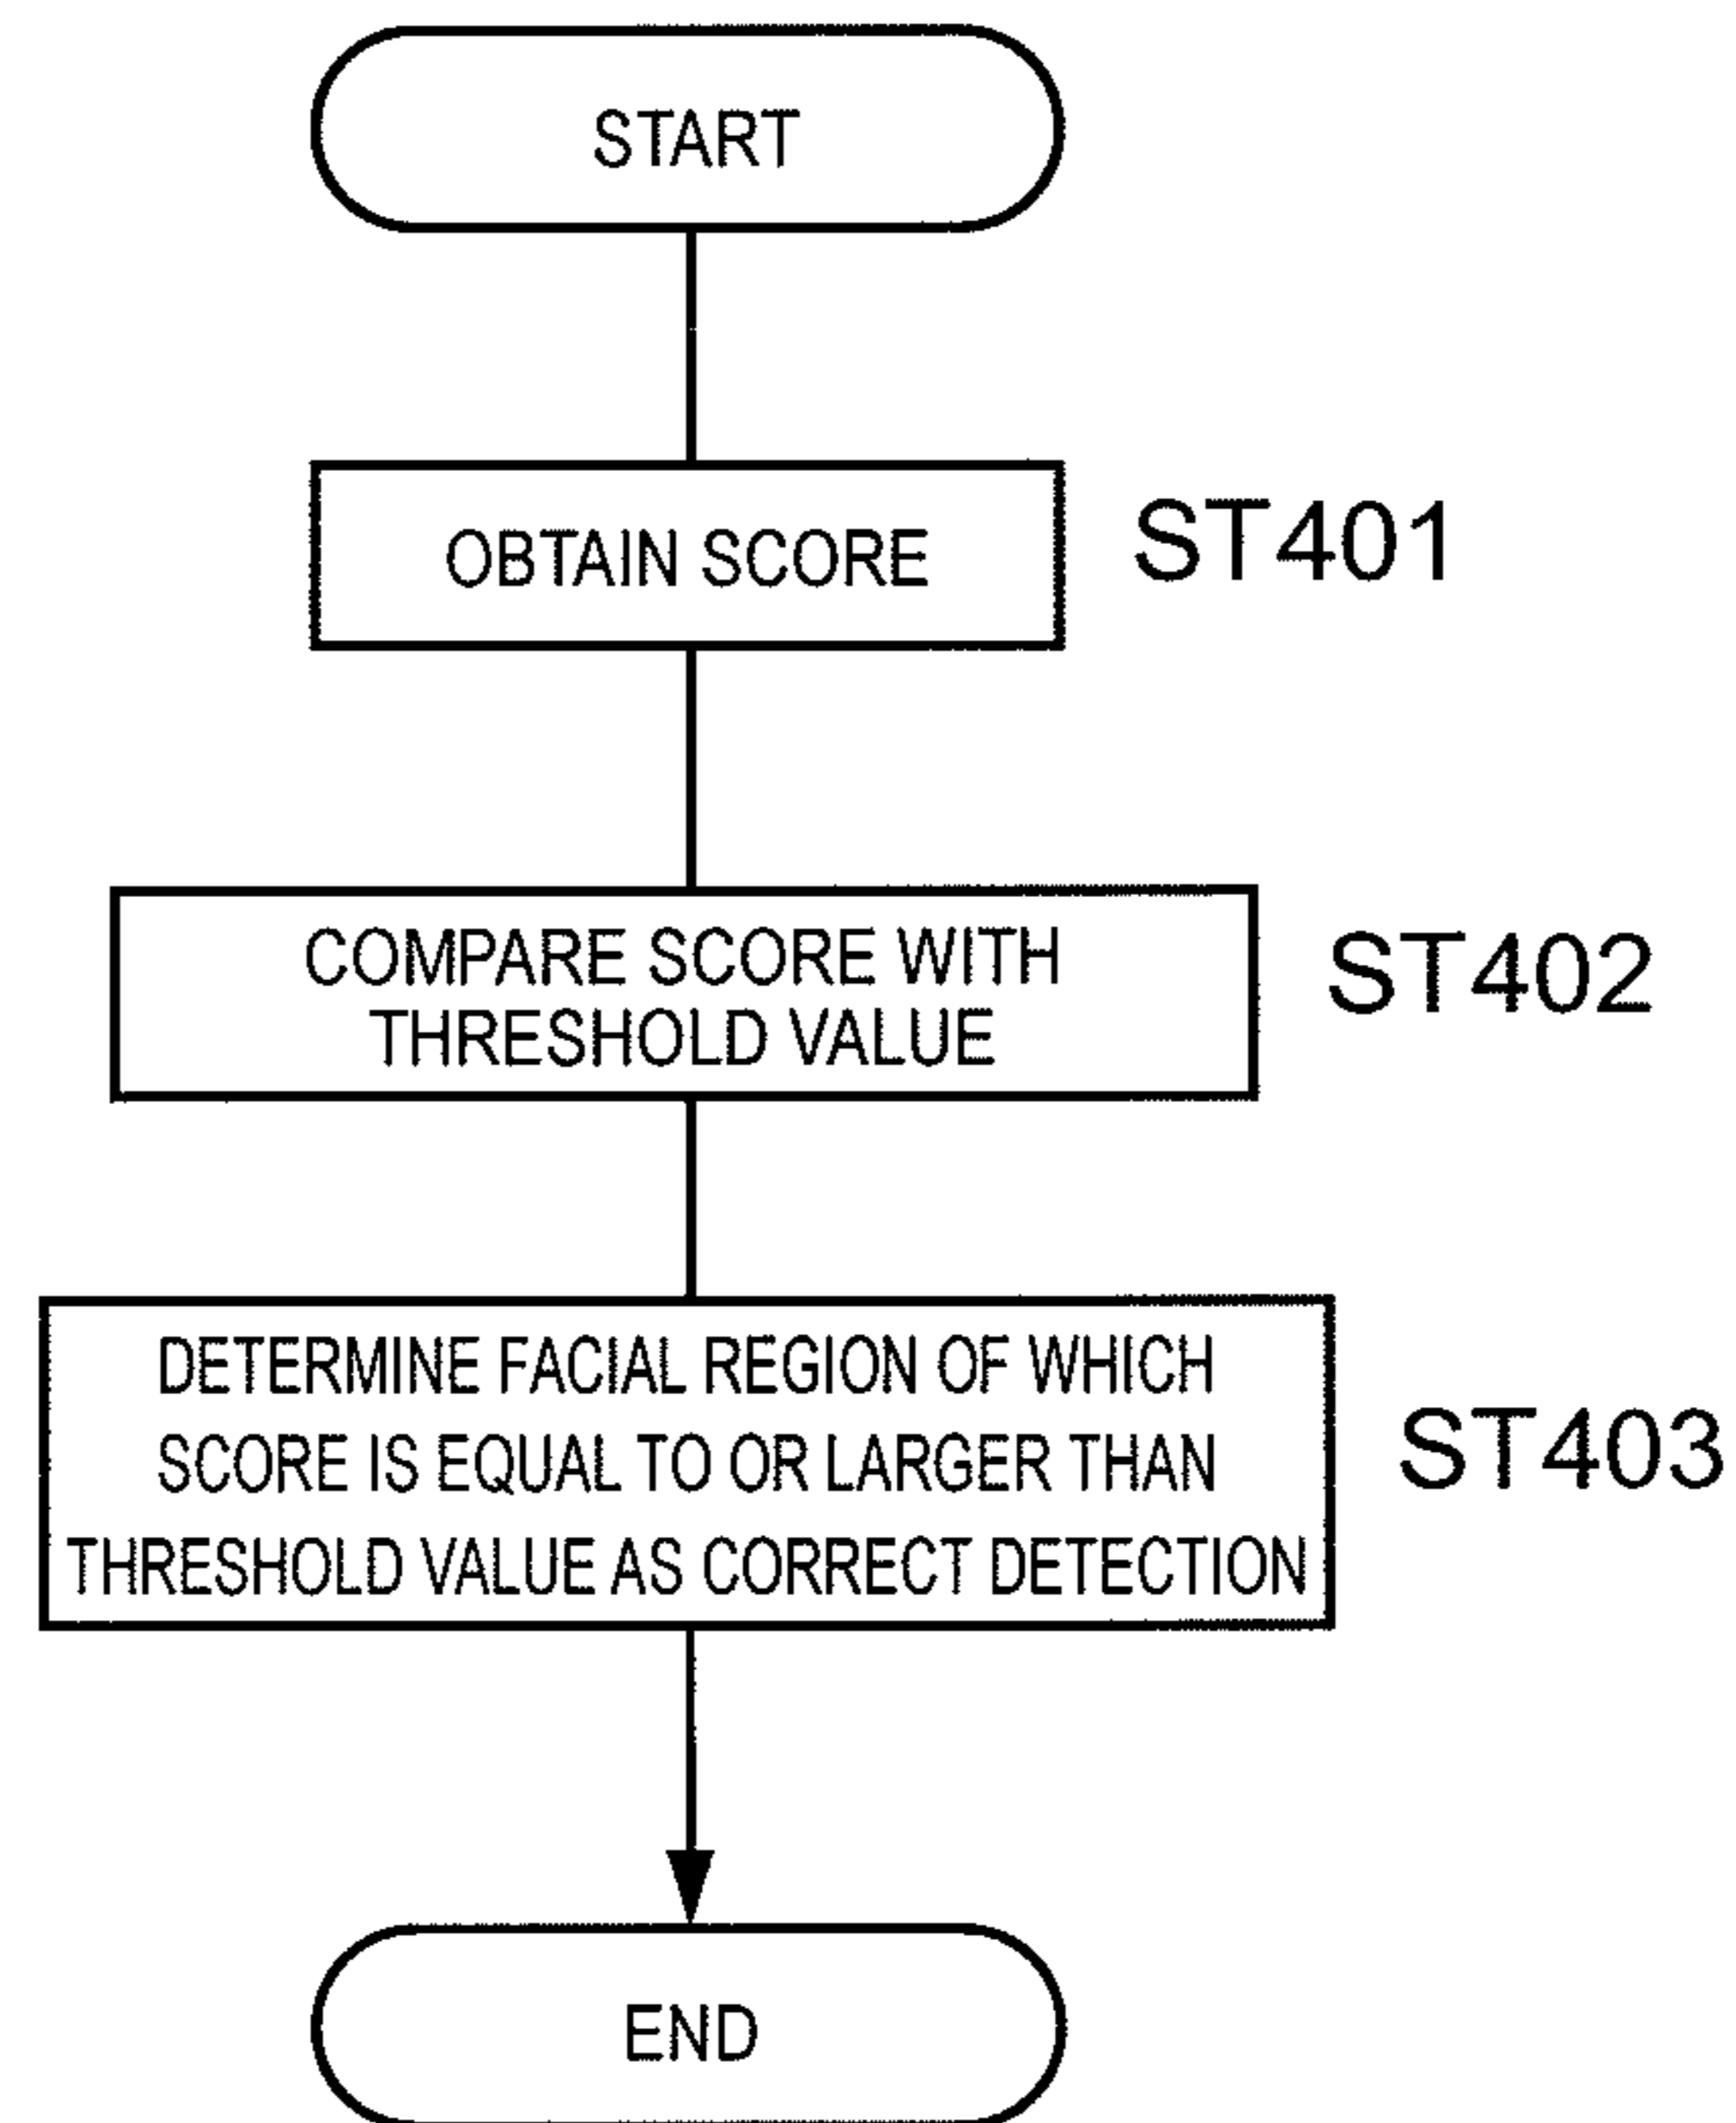 START
OBTAIN SCORE
ST401
COMPARE SCORE WITH
THRESHOLD VALUE
ST402
DETERMINE FACIAL REGION OF WHICH
SCORE IS EQUAL TO OR LARGER THAN
THRESHOLD VALUE AS CORRECT DETECTION
ST403
END